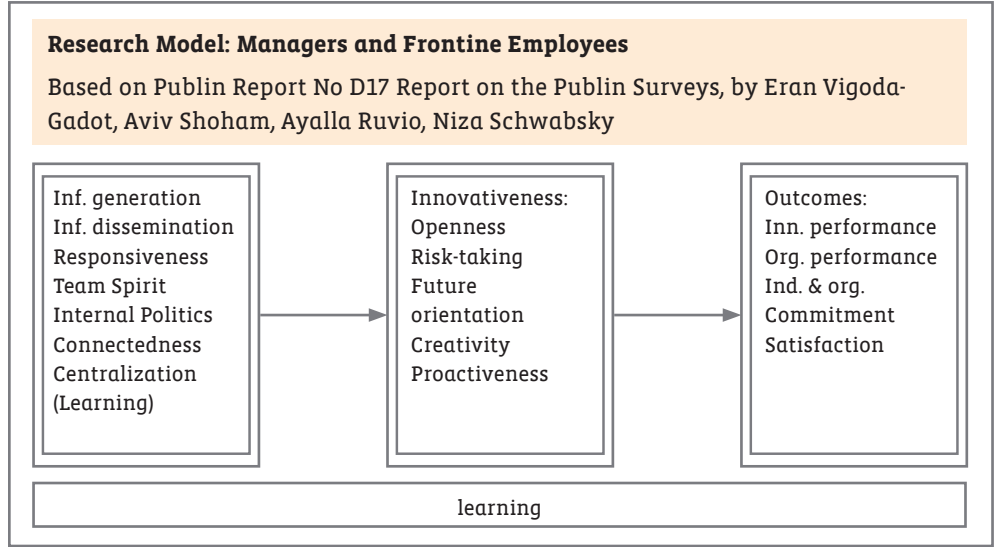 Research Model: Managers and Frontine Employees
Based on Publin Report No D17 Report on the Publin Surveys, by Eran Vigoda-
Gadot, Aviv Shoham, Ayalla Ruvio, Niza Schwabsky
Inf. generation
Inf. dissemination
Responsiveness
Team Spirit
Internal Politics
Connectedness
Centralization
(Learning)
Innovativeness:
Openness
Risk-taking
Future
orientation
Creativity
Proactiveness
Outcomes:
Inn. performance
Org. performance
Ind. & org.
Commitment
Satisfaction
learning